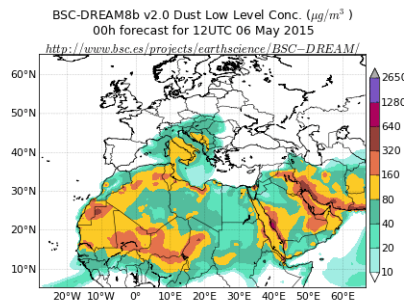 BSC-DREAM8b v2.0 Dust Low Level Conc. (μg/m³ )
00h forecast for 12UTC 06 May 2015
http://www.bsc.es/projects/earthscience/BSC−DREAM/
60°N
50°N
40°N
30°N
20°N
10°N
20°W 10°W 0° 10°E 20°E 30°E 40°E 50°E 60°E
2650
1280
640
320
160
80
40
20
10